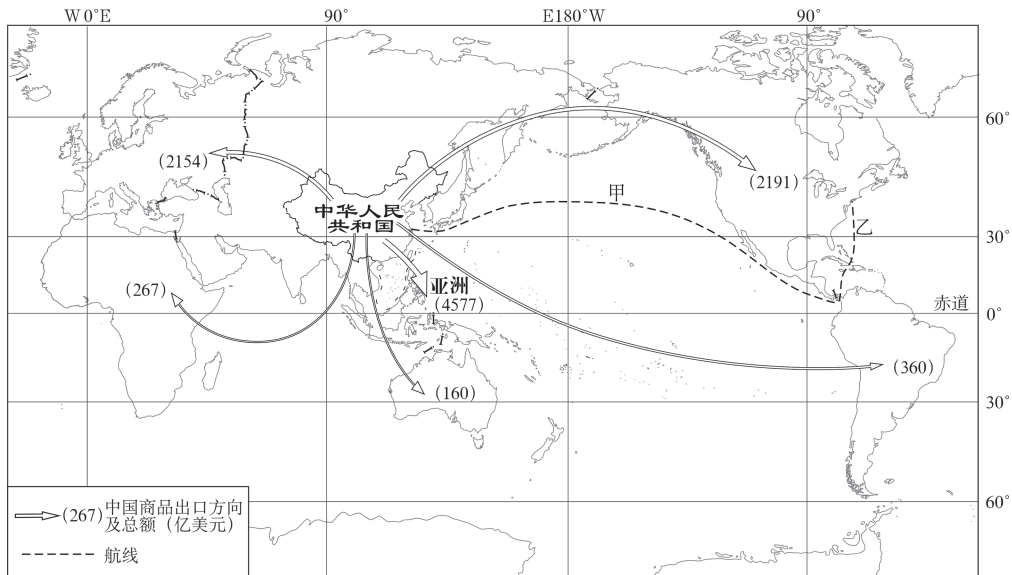 W 0°E
90°
E180°W
90°
60°
(2154)
(2191)
甲
中华人民
共和国
乙
30°
亚洲
(267)
(4577)
赤道
0°
(360)
(160)
30°
60°
(267) 中国商品出口方向
及总额（亿美元）
航线